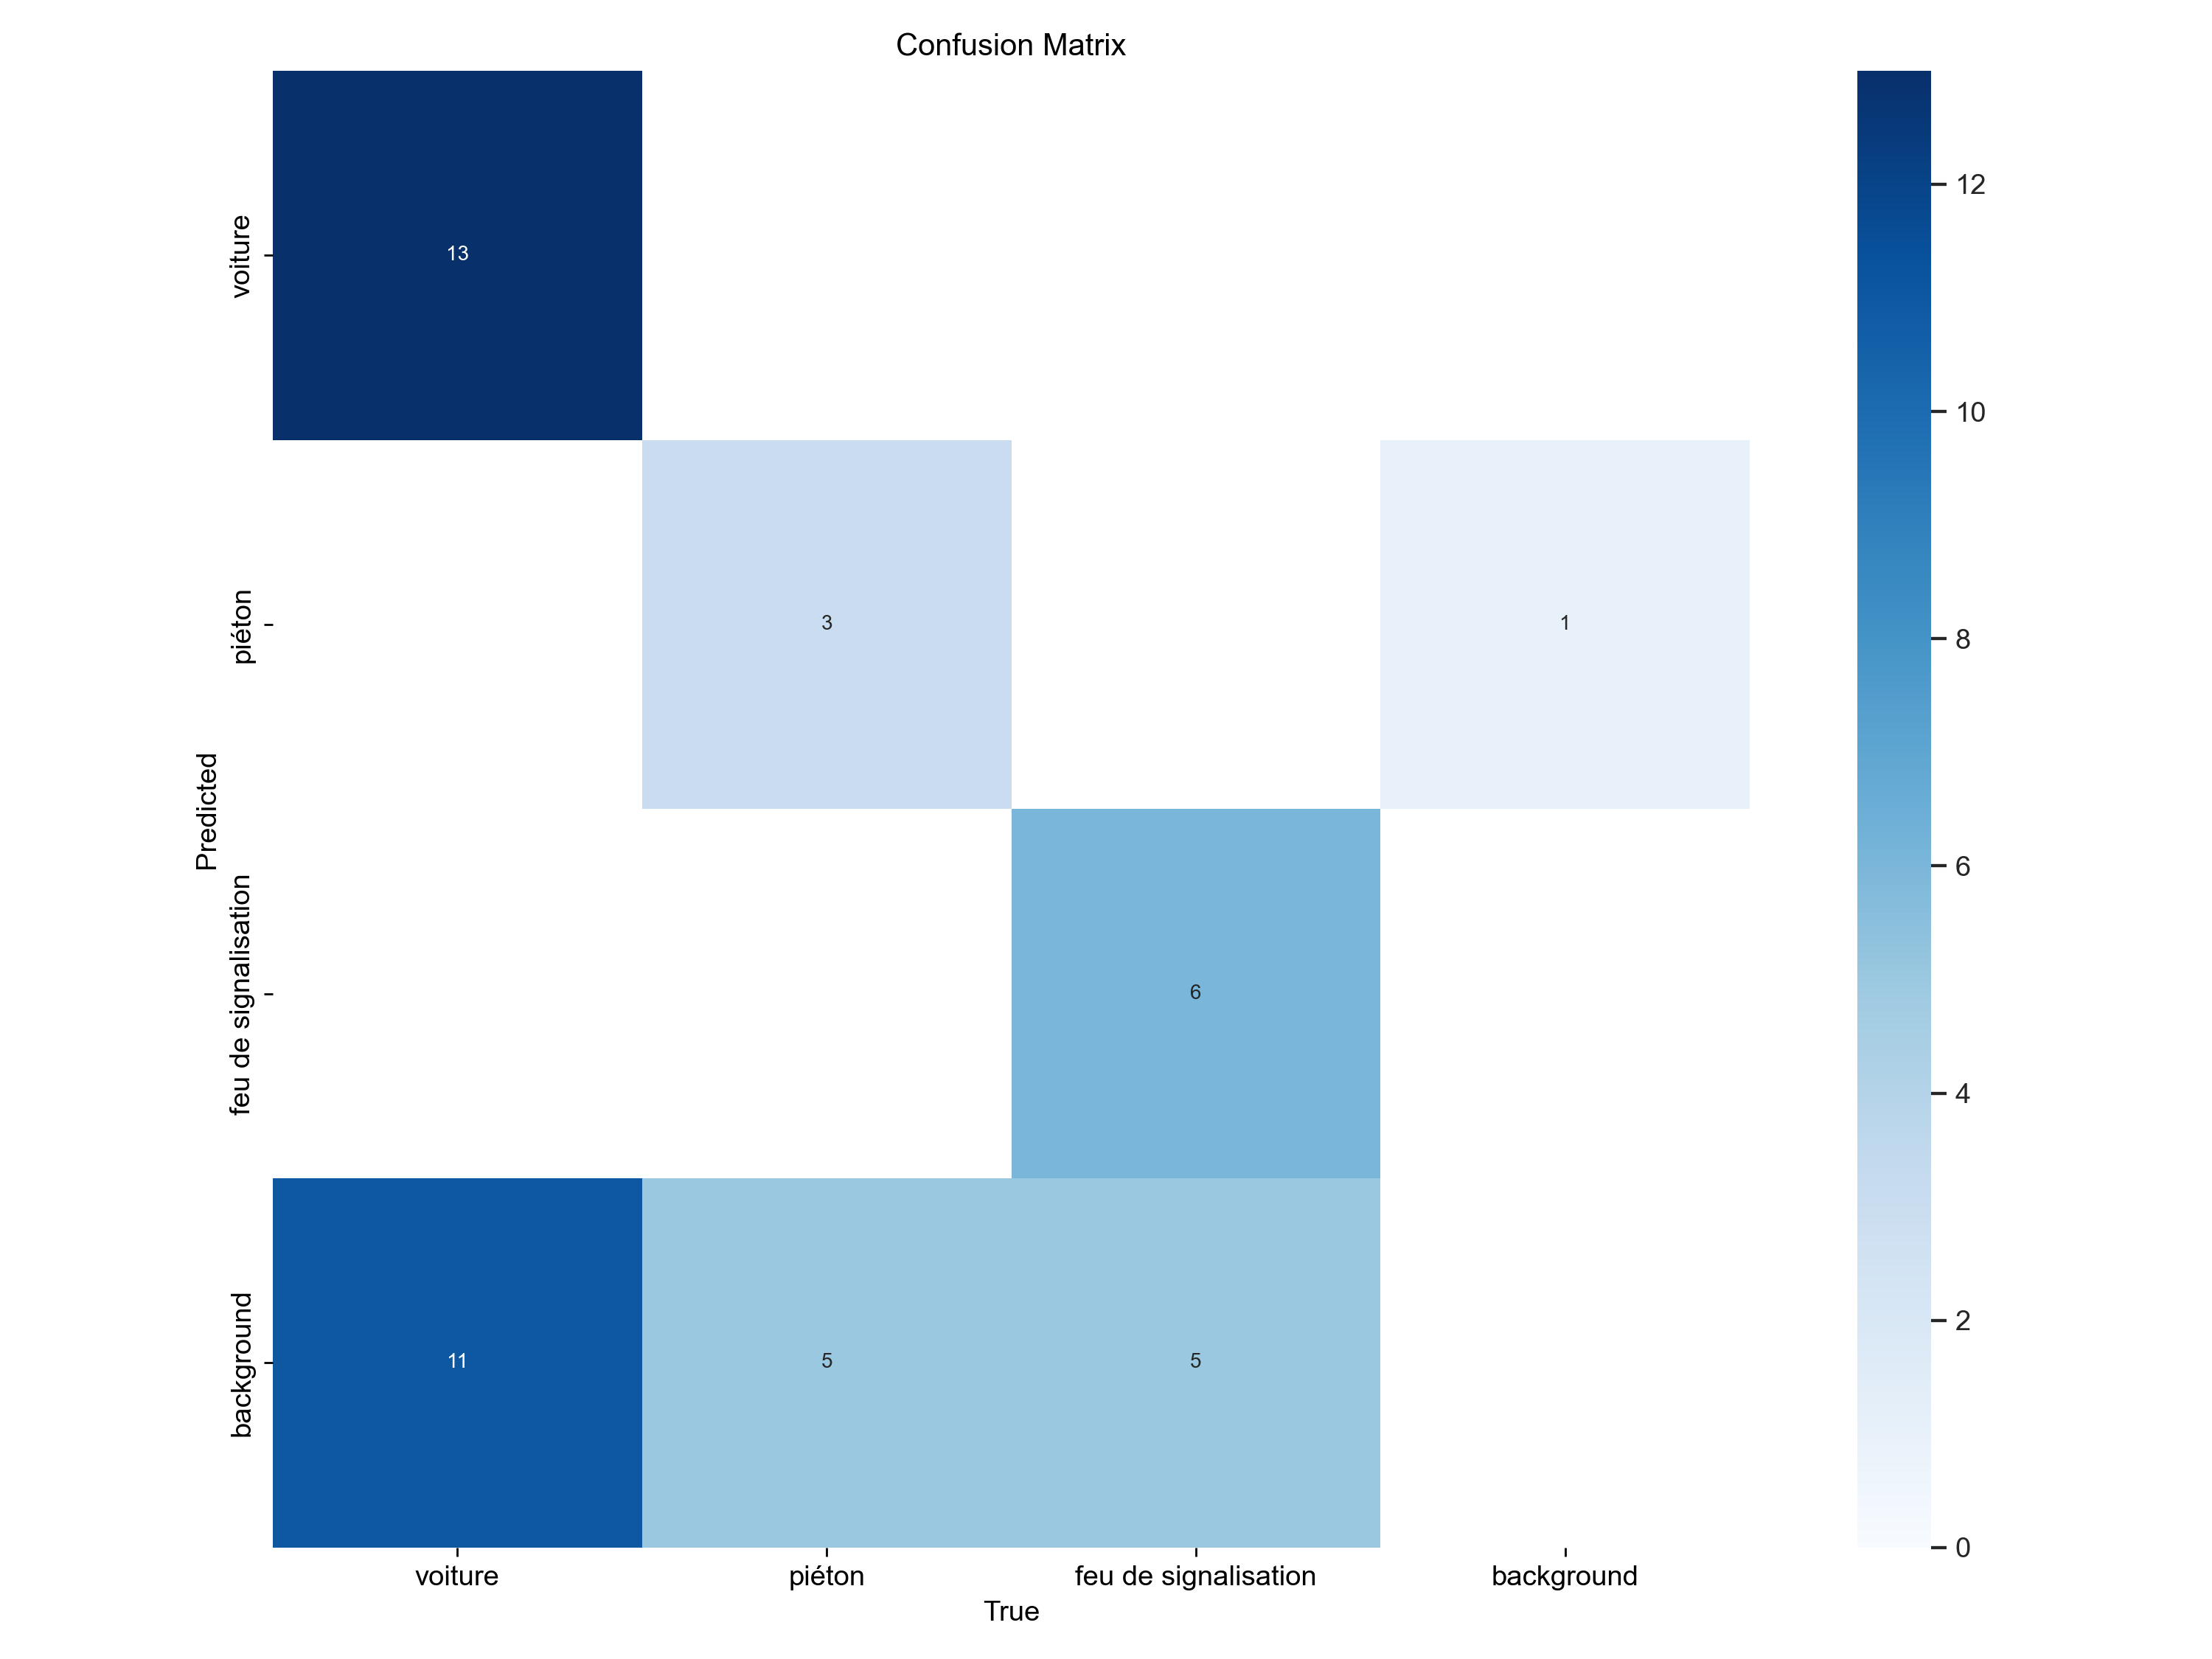 Confusion Matrix
voiture
piéton
feu de signalisation
background
Predicted
13
3
1
6
11
5
5
voiture
piéton
feu de signalisation
background
True
12
10
8
6
4
2
0